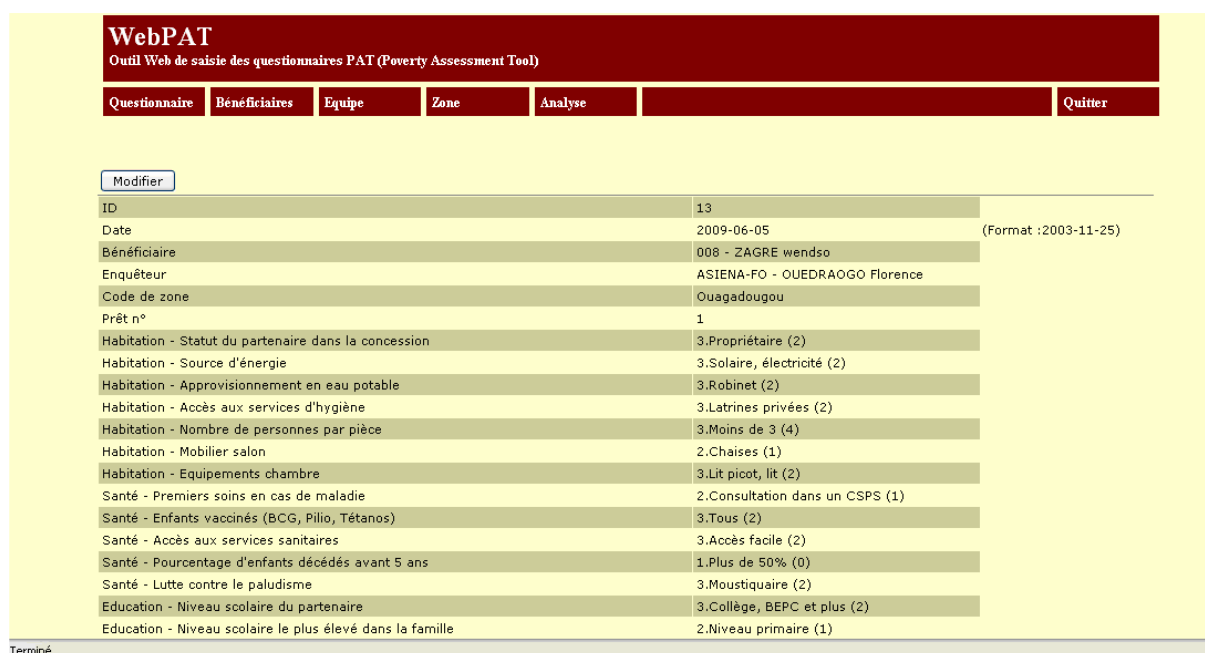 WebPAT
Outil Web de saisie des questionnaires PAT (Poverty Assessment Tool)
Questionnaire Bénéficiaires Equipe Zone Analyse Quitter
Modifier
ID 13
Date 2009-06-05 (Format :2003-11-25)
Bénéficiaire 008 - ZAGRE wendso
Enquêteur ASIENA-FO - OUEDRAOGO Florence
Code de zone Ouagadougou
Prêt n° 1
Habitation - Statut du partenaire dans la concession 3.Propriétaire (2)
Habitation - Source d'énergie 3.Solaire, électricité (2)
Habitation - Approvisionnement en eau potable 3.Robinet (2)
Habitation - Accès aux services d'hygiène 3.Latrines privées (2)
Habitation - Nombre de personnes par pièce 3.Moins de 3 (4)
Habitation - Mobilier salon 2.Chaises (1)
Habitation - Equipements chambre 3.Lit picot, lit (2)
Santé - Premiers soins en cas de maladie 2.Consultation dans un CSPS (1)
Santé - Enfants vaccinés (BCG, Pilio, Tétanos) 3.Tous (2)
Santé - Accès aux services sanitaires 3.Accès facile (2)
Santé - Pourcentage d'enfants décédés avant 5 ans 1.Plus de 50% (0)
Santé - Lutte contre le paludisme 3.Moustiquaire (2)
Education - Niveau scolaire du partenaire 3.Collège, BEPC et plus (2)
Education - Niveau scolaire le plus élevé dans la famille 2.Niveau primaire (1)
Terminé